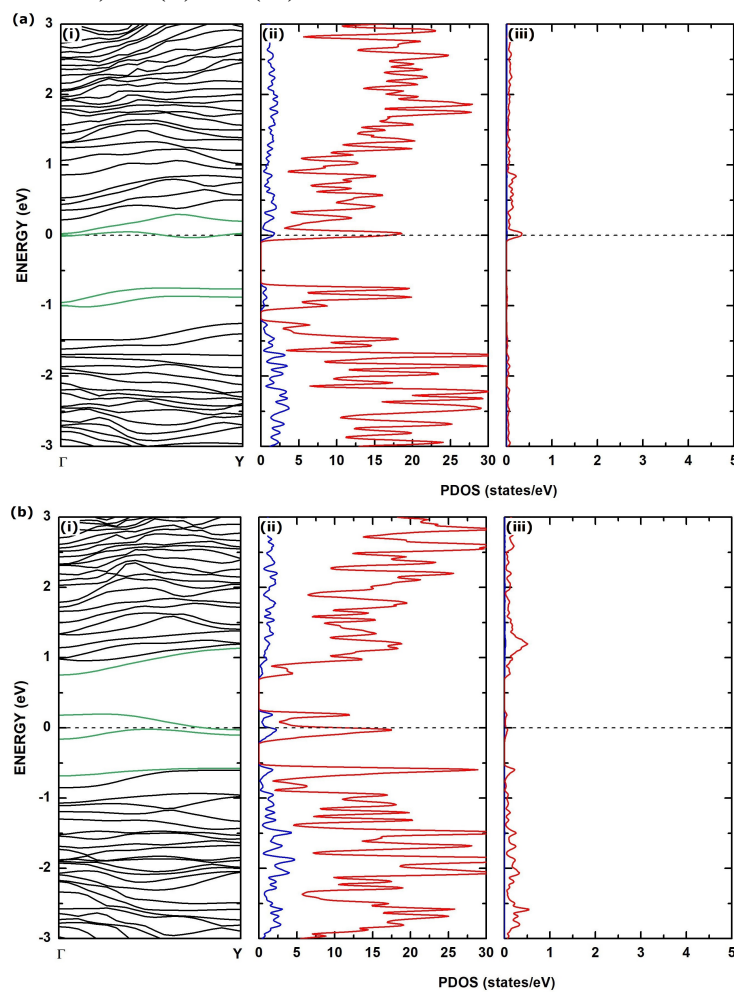 (a)
(i)
(ii)
(iii)
3
2
1
0
-1
-2
-3
ENERGY (eV)
Γ
Y
0 5 10 15 20 25 30
0 1 2 3 4 5
PDOS (states/eV)
(b)
(i)
(ii)
(iii)
3
2
1
0
-1
-2
-3
ENERGY (eV)
Γ
Y
0 5 10 15 20 25 30
0 1 2 3 4 5
PDOS (states/eV)